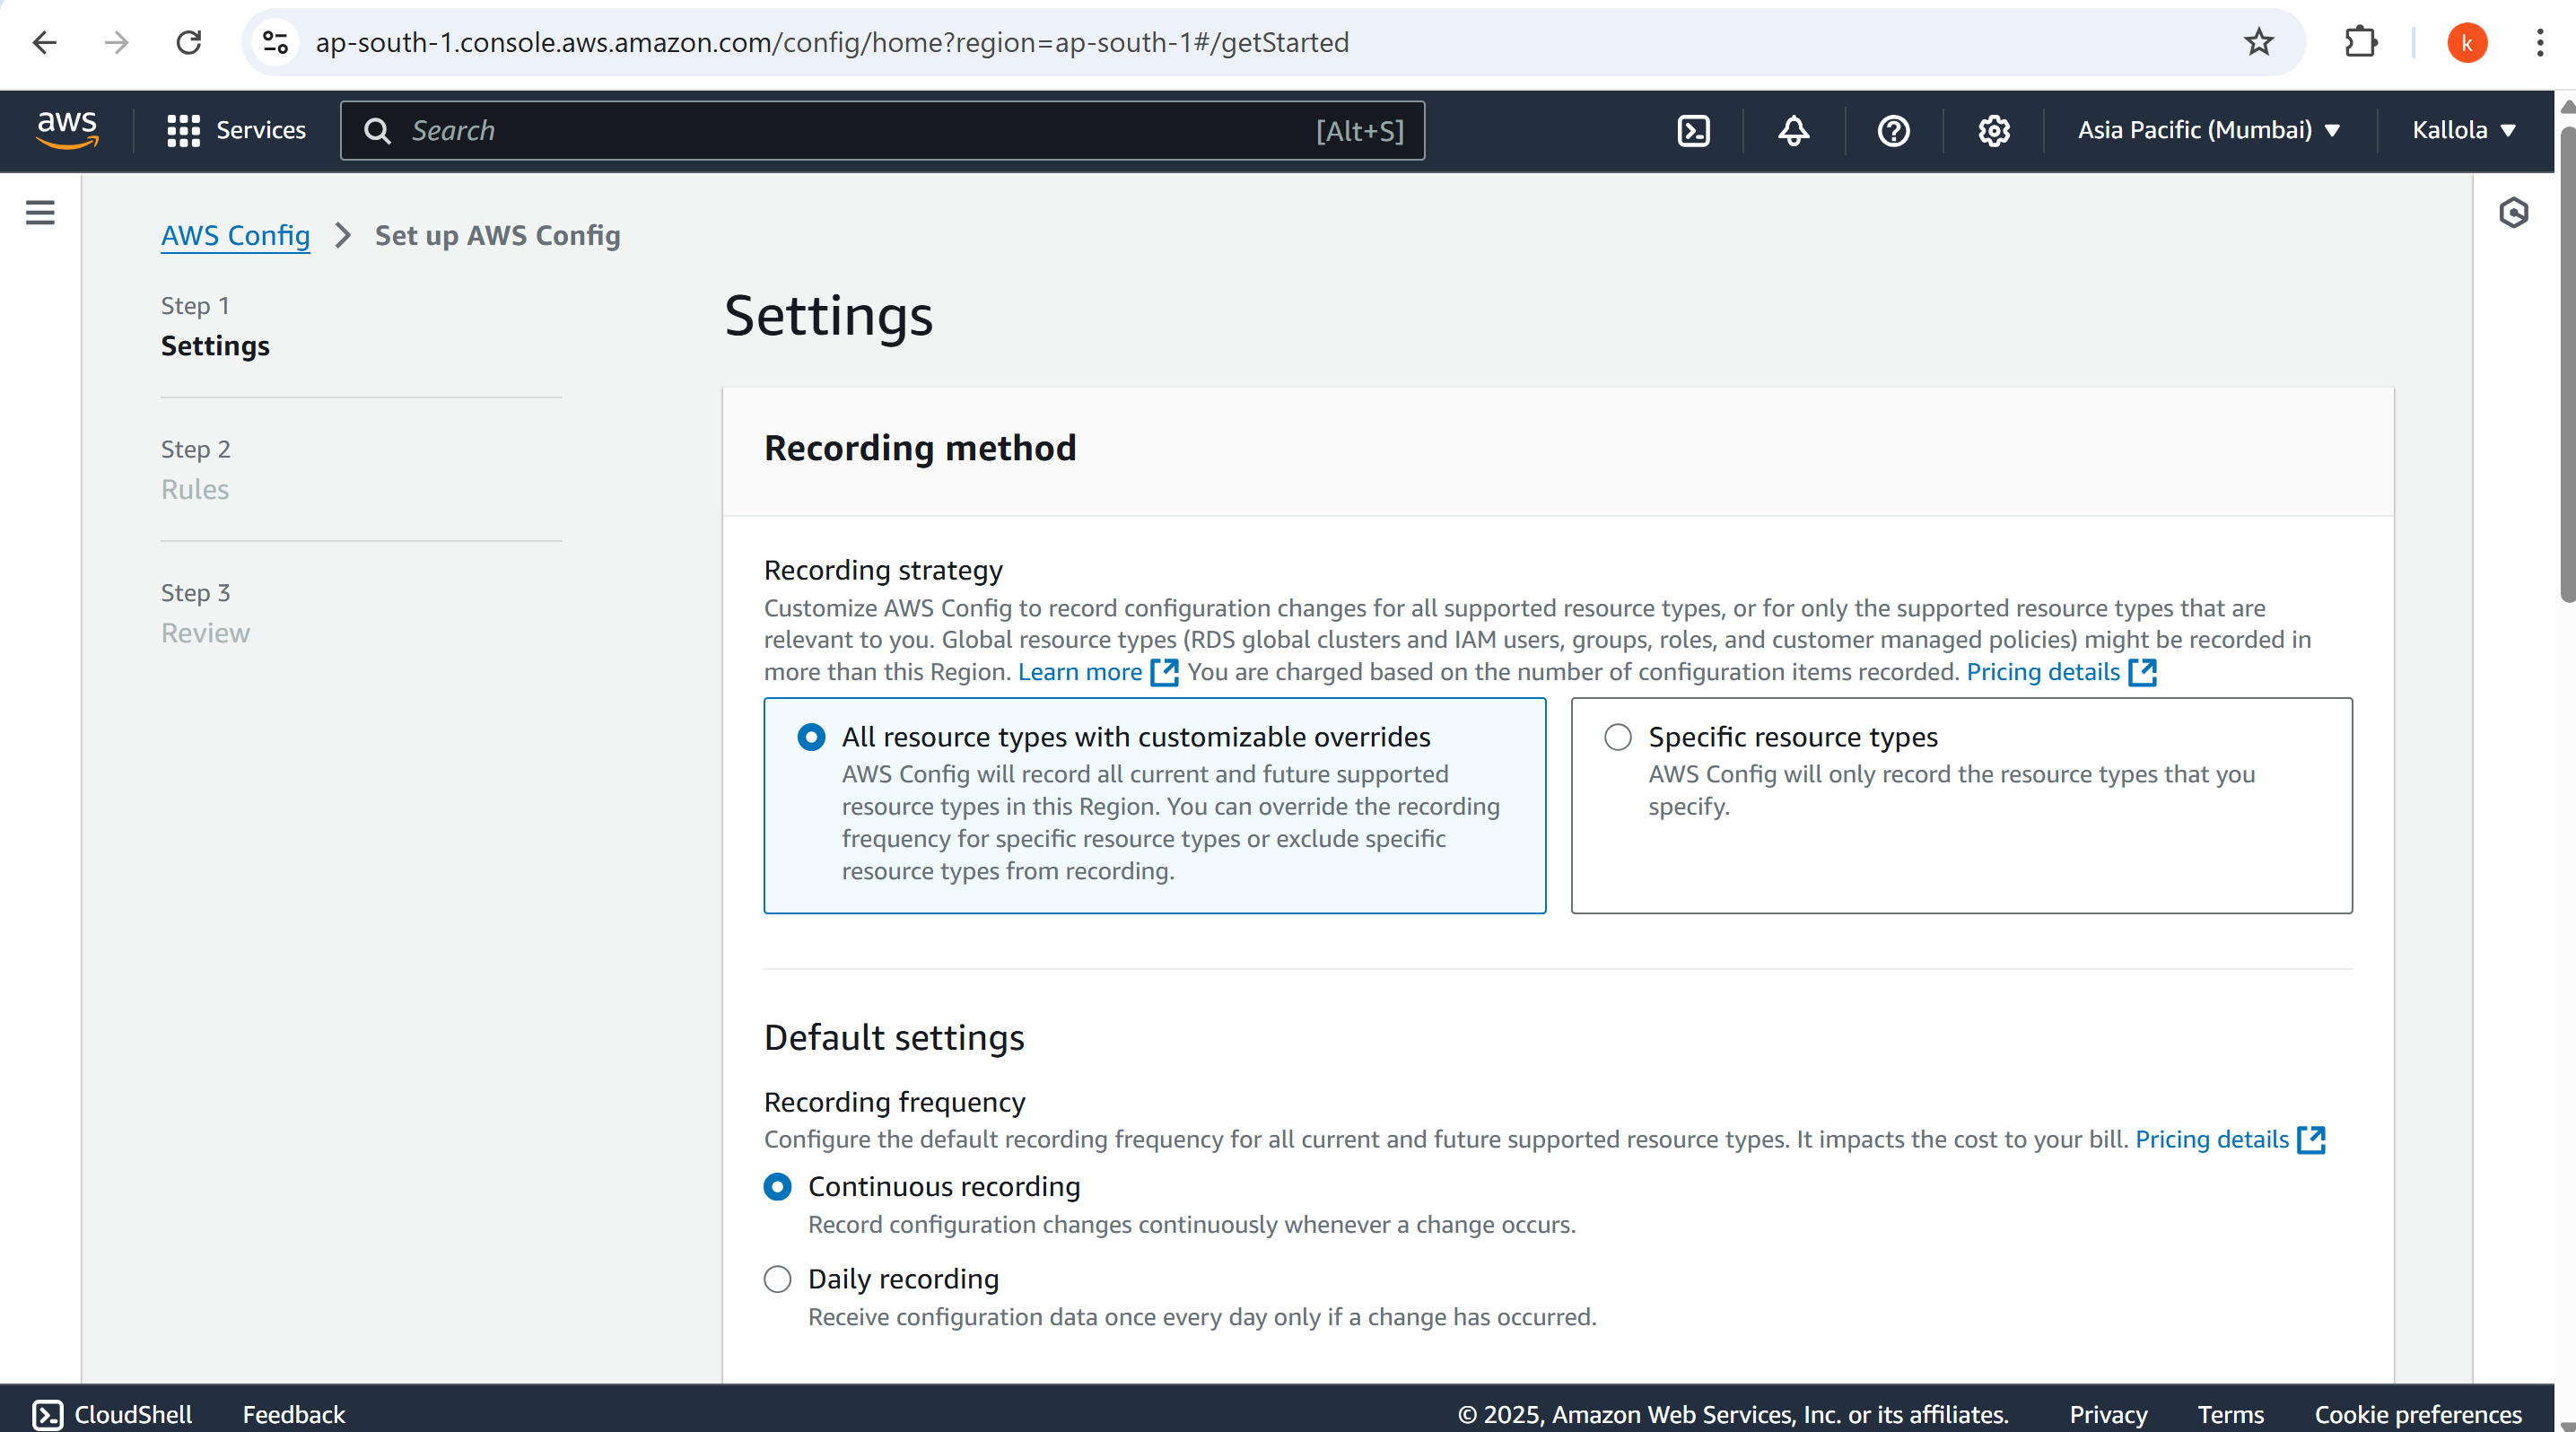 ap-south-1.console.aws.amazon.com/config/home?region=ap-south-1#/getStarted
k
aws
Services
Search
[Alt+S]
Asia Pacific (Mumbai)
Kallola
AWS Config
Set up AWS Config
Step 1
Settings
Step 2
Rules
Step 3
Review
Settings
Recording method
Recording strategy
Customize AWS Config to record configuration changes for all supported resource types, or for only the supported resource types that are
relevant to you. Global resource types (RDS global clusters and IAM users, groups, roles, and customer managed policies) might be recorded in
more than this Region. Learn more You are charged based on the number of configuration items recorded. Pricing details
All resource types with customizable overrides
AWS Config will record all current and future supported
resource types in this Region. You can override the recording
frequency for specific resource types or exclude specific
resource types from recording.
Specific resource types
AWS Config will only record the resource types that you
specify.
Default settings
Recording frequency
Configure the default recording frequency for all current and future supported resource types. It impacts the cost to your bill. Pricing details
Continuous recording
Record configuration changes continuously whenever a change occurs.
Daily recording
Receive configuration data once every day only if a change has occurred.
CloudShell
Feedback
© 2025, Amazon Web Services, Inc. or its affiliates.
Privacy
Terms
Cookie preferences